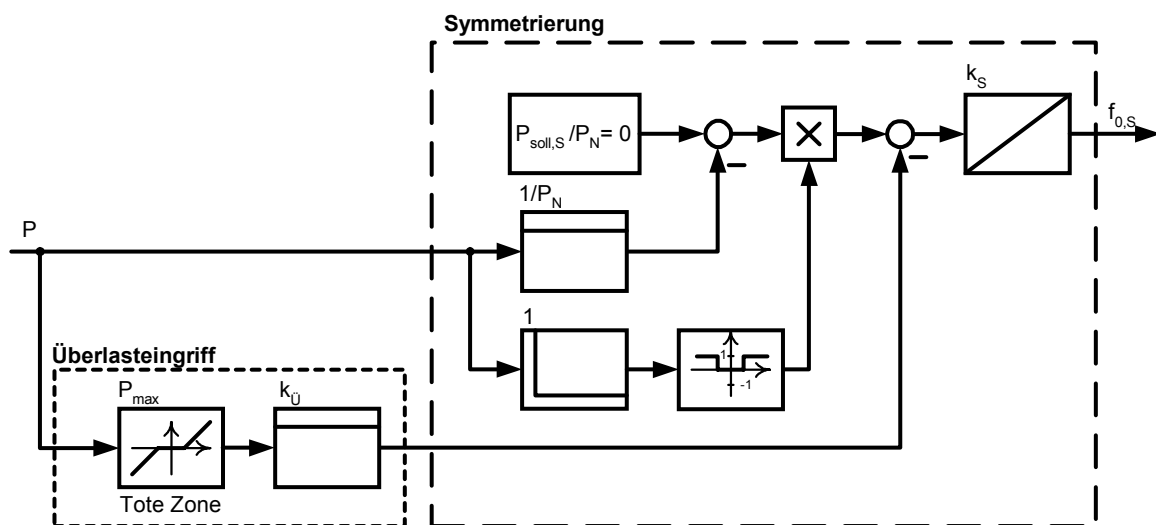 Symmetrierung
k_S
P_soll,S/P_N = 0
f_0,S
1/P_N
P
1
1
-1
Überlasteingriff
P_max
k_Ü
Tote Zone